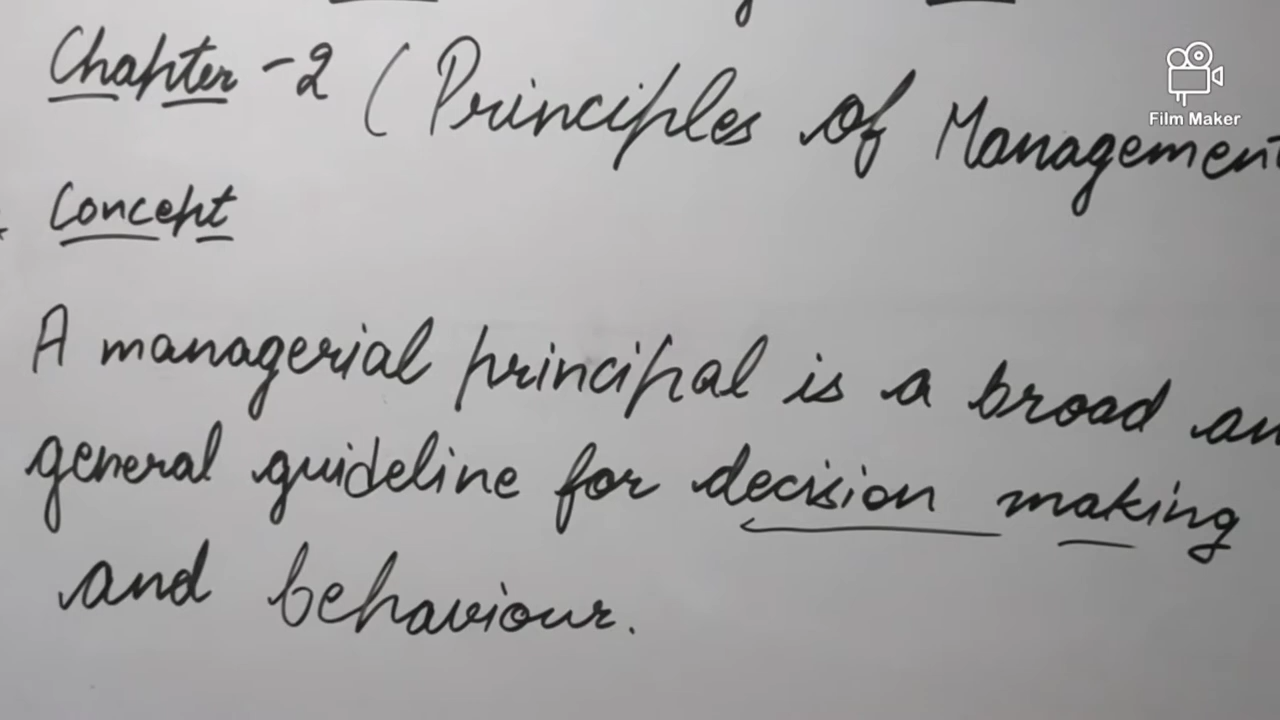 Chapter -2 (Principles of Management
Concept
A managerial principal is a broad an
general guideline for decision making
and behaviour.
Film Maker